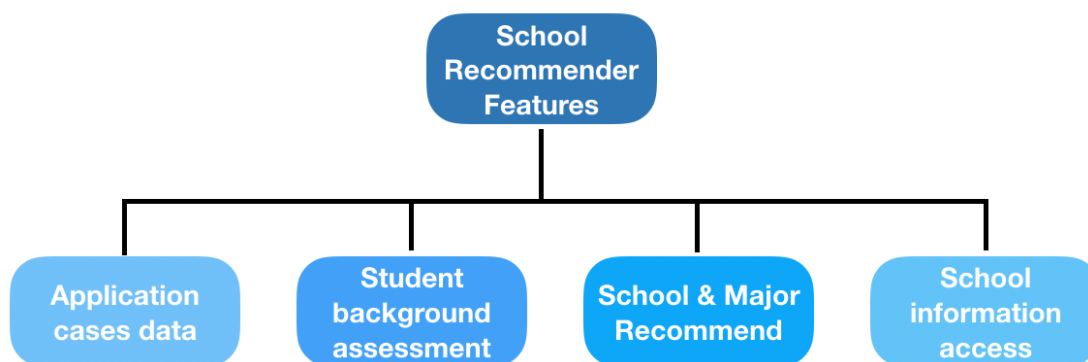 School
Recommender
Features
Application
cases data
Student
background
assessment
School & Major
Recommend
School
information
access